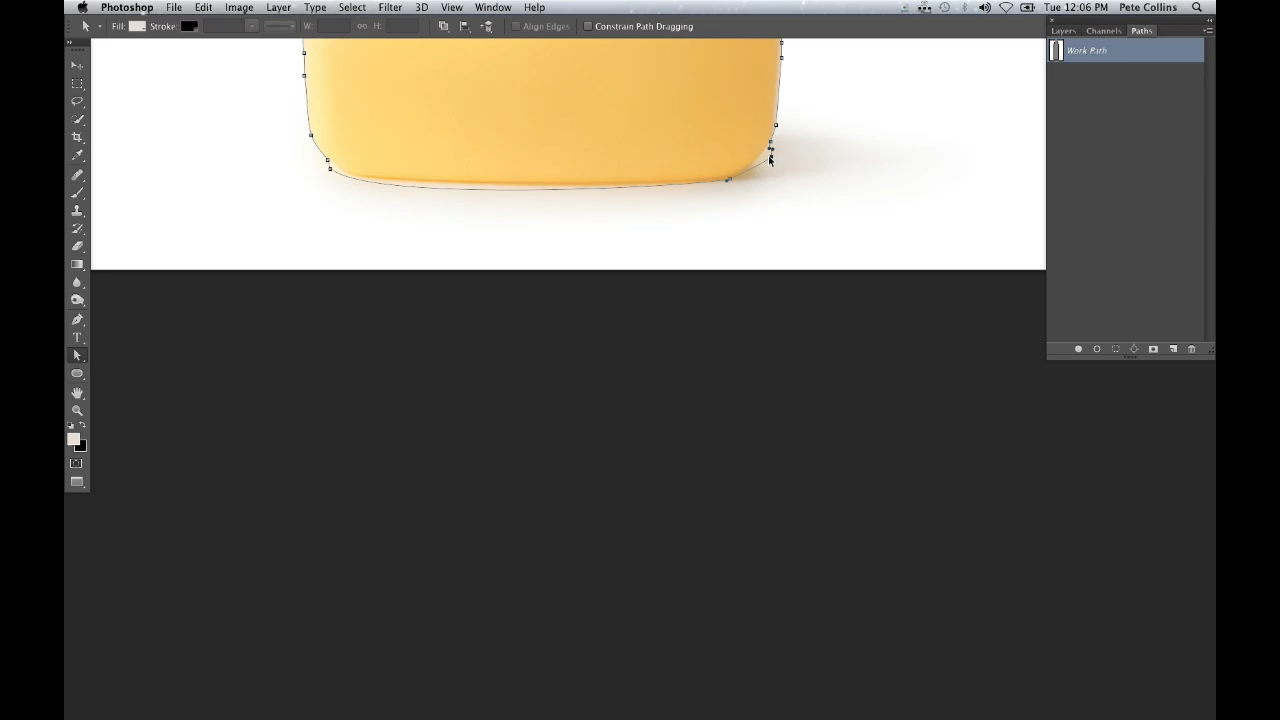 Photoshop File Edit Image Layer Type Select Filter 3D View Window Help Tue 12:06 PM Pete Collins
Fill: Stroke: W: H: Align Edges Constrain Path Dragging
Layers Channels Paths
Work Path